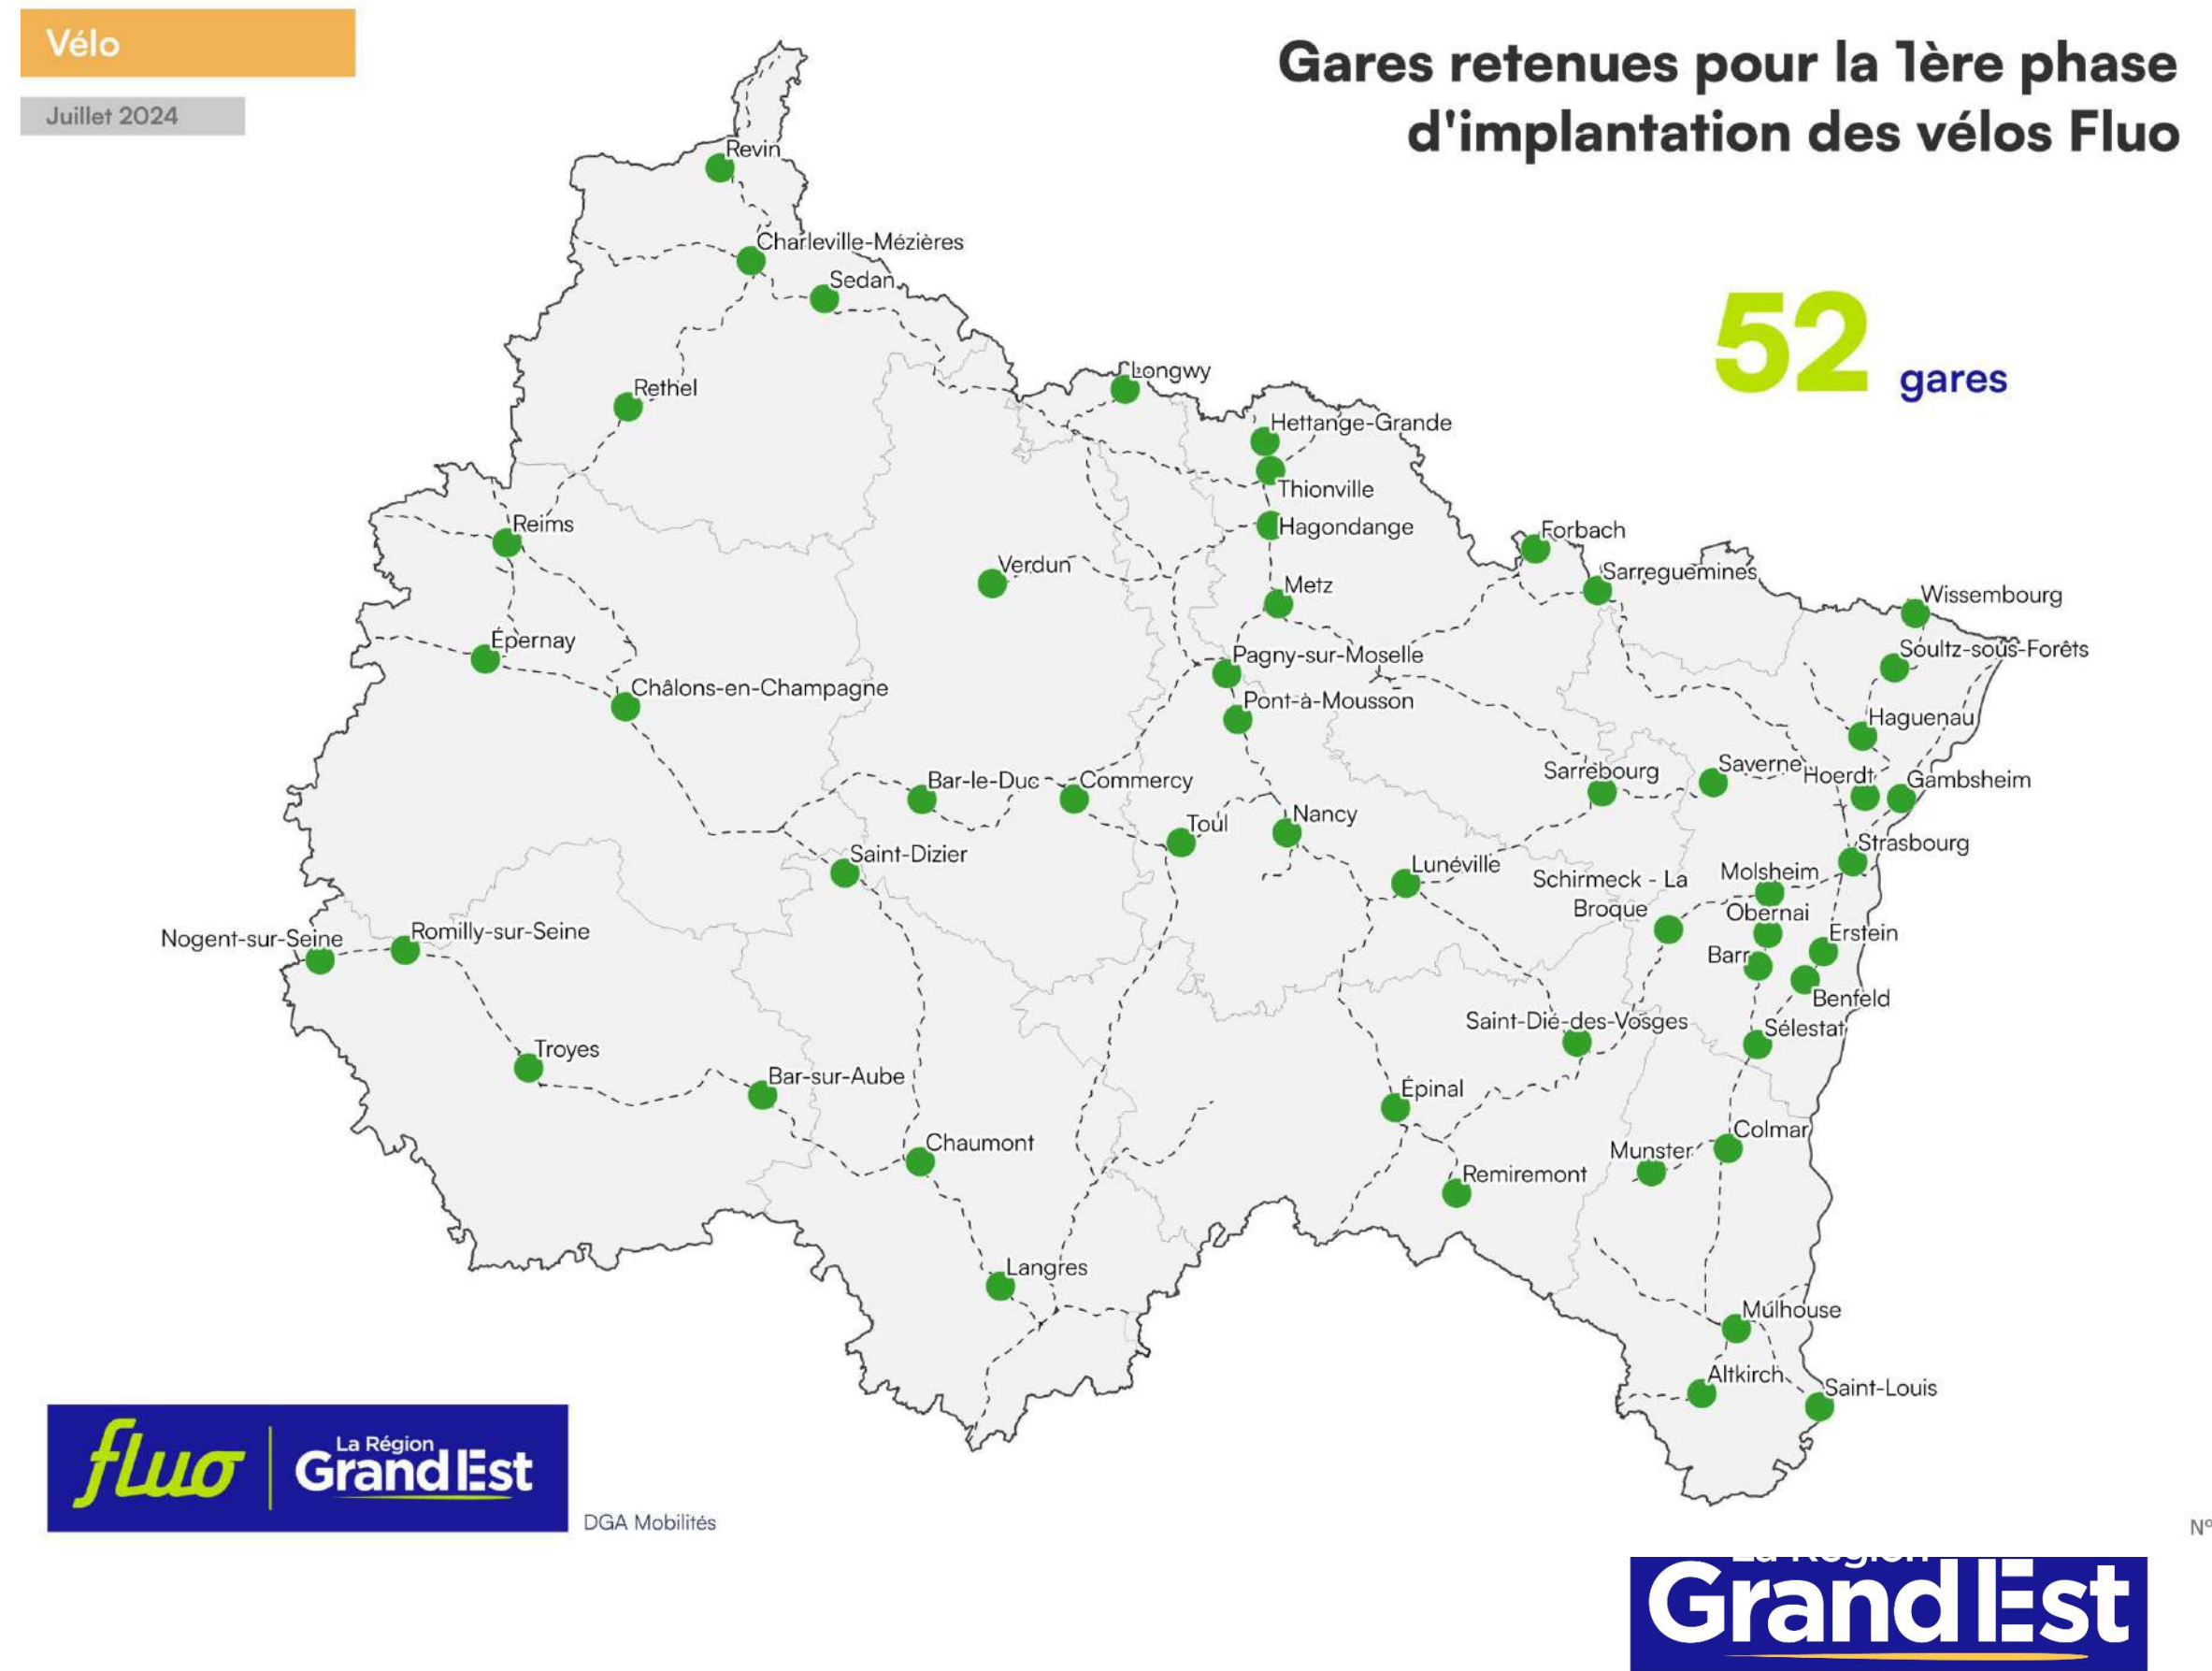 Vélo
Juillet 2024
Gares retenues pour la 1ère phase
d'implantation des vélos Fluo
52 gares
Revin
Charleville-Mézières
Sedan
Longwy
Rethel
Hettange-Grande
Thionville
Reims
Hagondange
Forbach
Verdun
Sarreguemines
Metz
Wissembourg
Épernay
Soultz-sous-Forêts
Pagny-sur-Moselle
Châlons-en-Champagne
Pont-à-Mousson
Haguenau
Sarrebourg
Saverne
Hoerdt
Gambsheim
Bar-le-Duc
Commercy
Toul
Nancy
Strasbourg
Saint-Dizier
Lunéville
Molsheim
Schirmeck - La
Broque
Obernai
Romilly-sur-Seine
Nogent-sur-Seine
Erstein
Barr
Benfeld
Saint-Dié-des-Vosges
Sélestat
Troyes
Bar-sur-Aube
Épinal
Colmar
Chaumont
Munster
Remiremont
Langres
Mulhouse
Altkirch
Saint-Louis
fluo
La Région
Grand Est
DGA Mobilités
N°
La Région
Grand Est